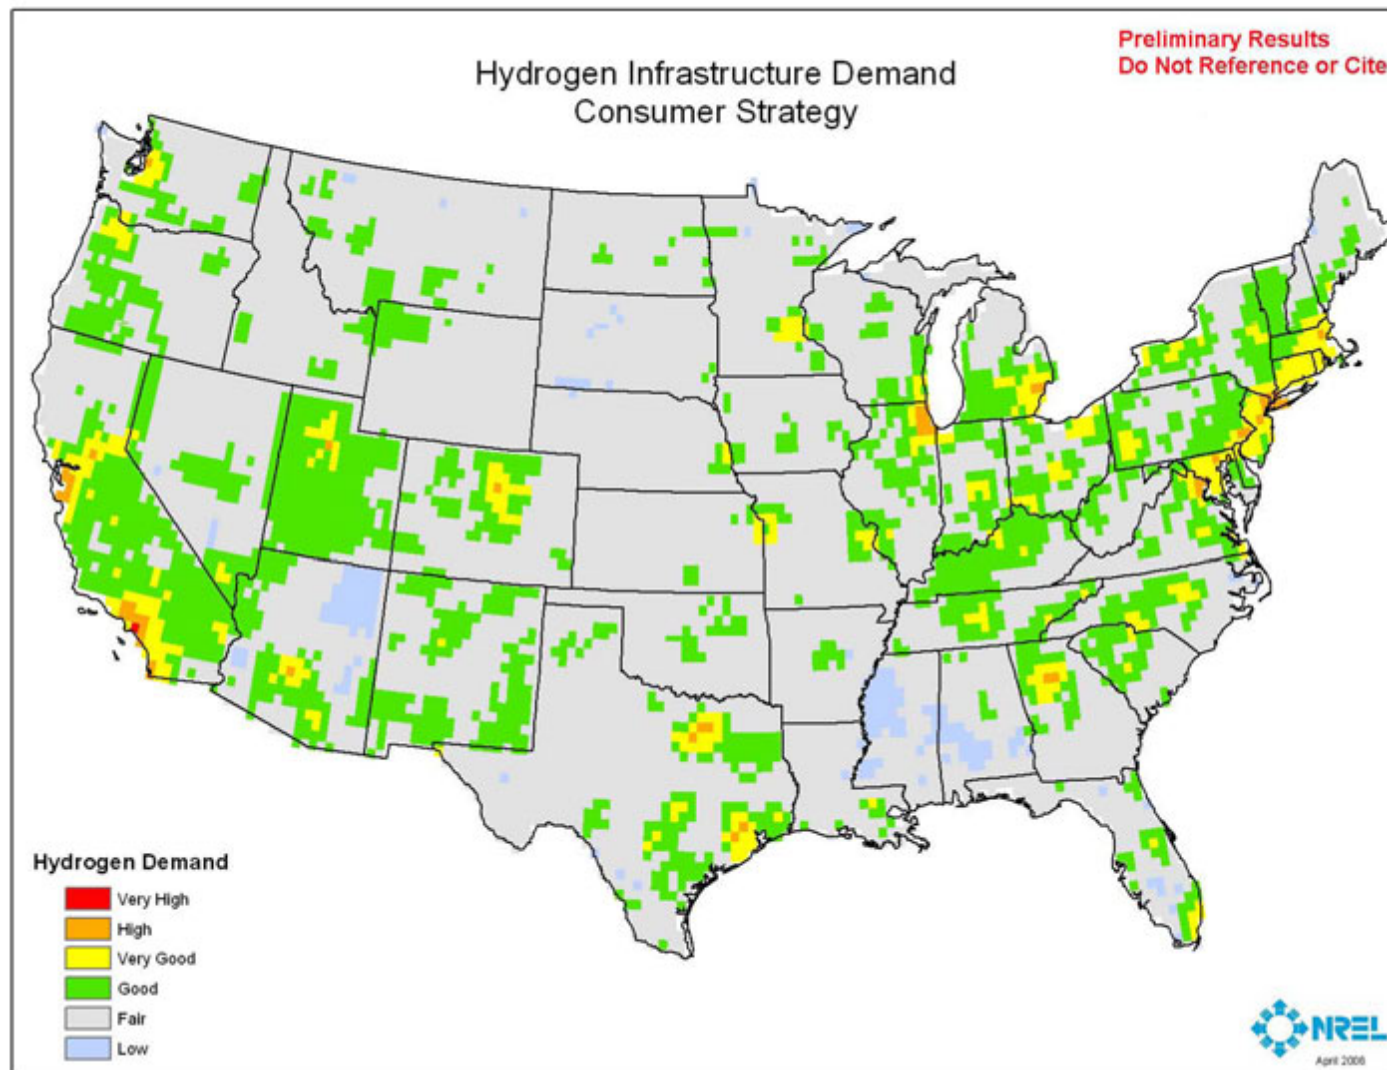 Preliminary Results
Do Not Reference or Cite
Hydrogen Infrastructure Demand
Consumer Strategy
Hydrogen Demand
Very High
High
Very Good
Good
Fair
Low
NREL
April 2006